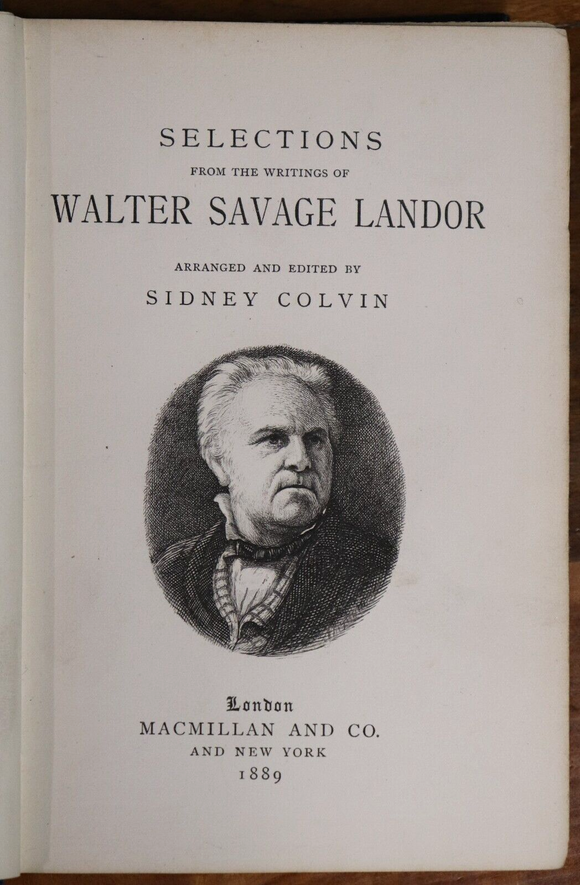 SELECTIONS
FROM THE WRITINGS OF
WALTER SAVAGE LANDOR
ARRANGED AND EDITED BY
SIDNEY COLVIN
London
MACMILLAN AND CO.
AND NEW YORK
1889